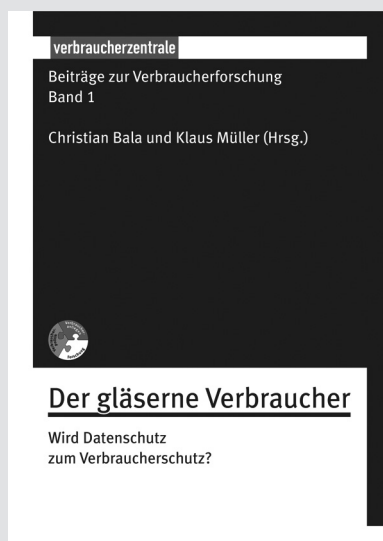 verbraucherzentrale
Beiträge zur Verbraucherforschung
Band 1
Christian Bala und Klaus Müller (Hrsg.)
Der gläserne Verbraucher
Wird Datenschutz
zum Verbraucherschutz?